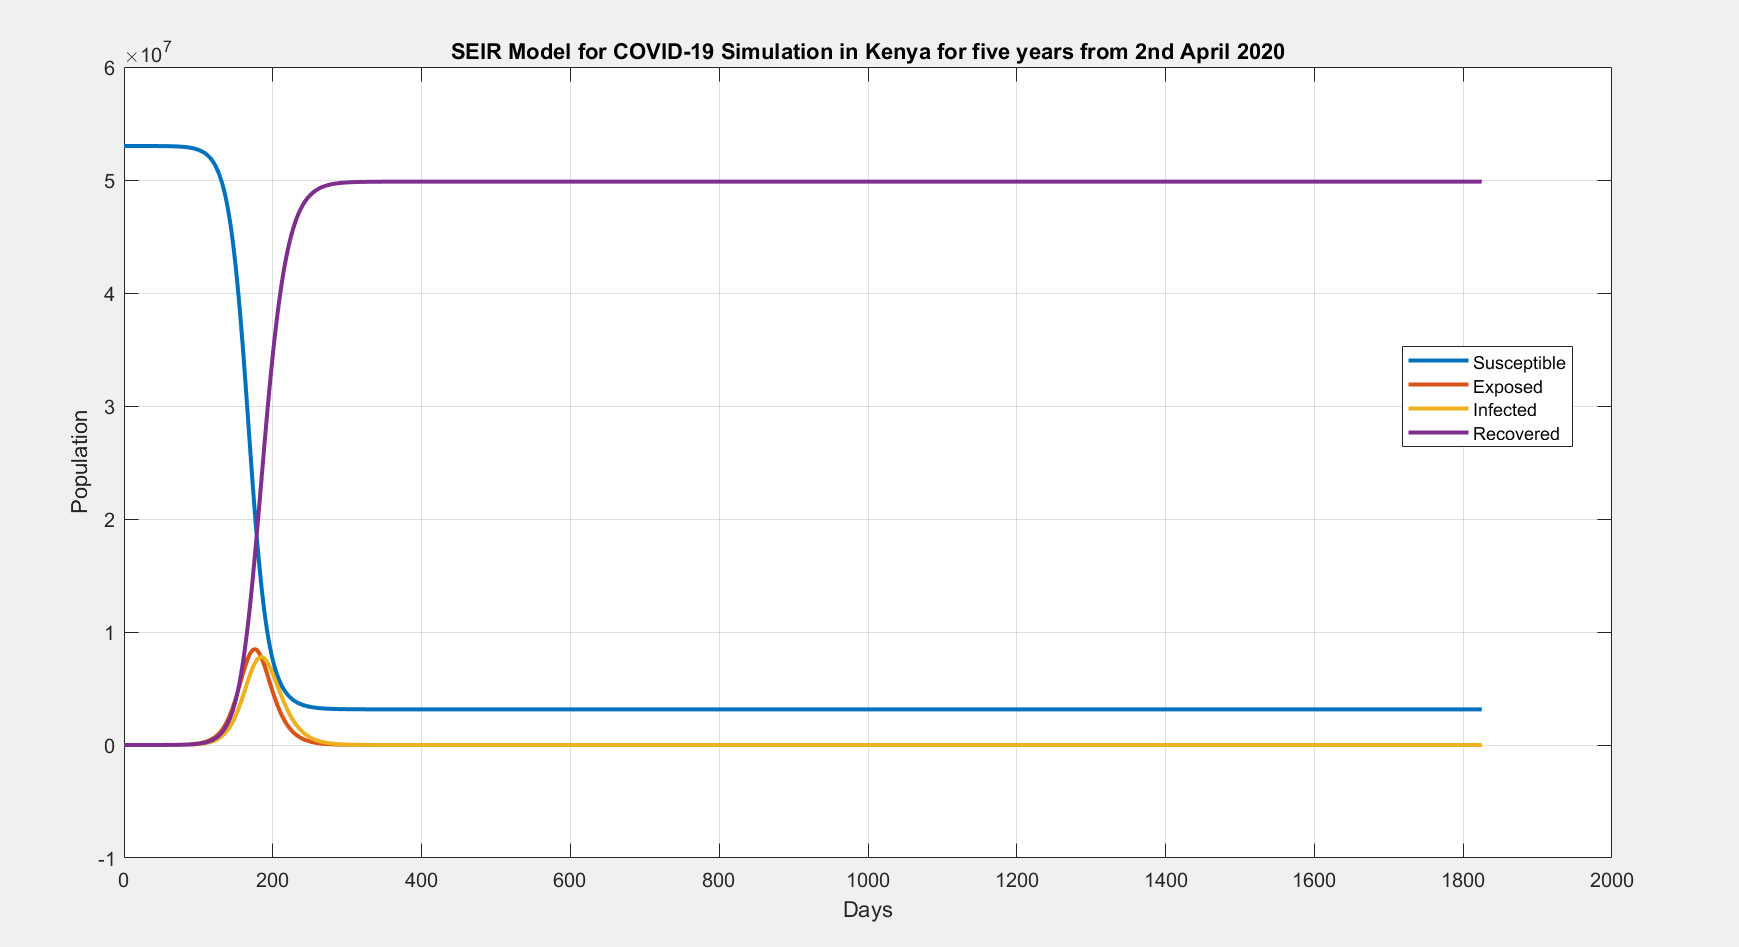 SEIR Model for COVID-19 Simulation in Kenya for five years from 2nd April 2020
×10⁷
6
5
4
3
2
1
0
-1
Population
Susceptible
Exposed
Infected
Recovered
0 200 400 600 800 1000 1200 1400 1600 1800 2000
Days